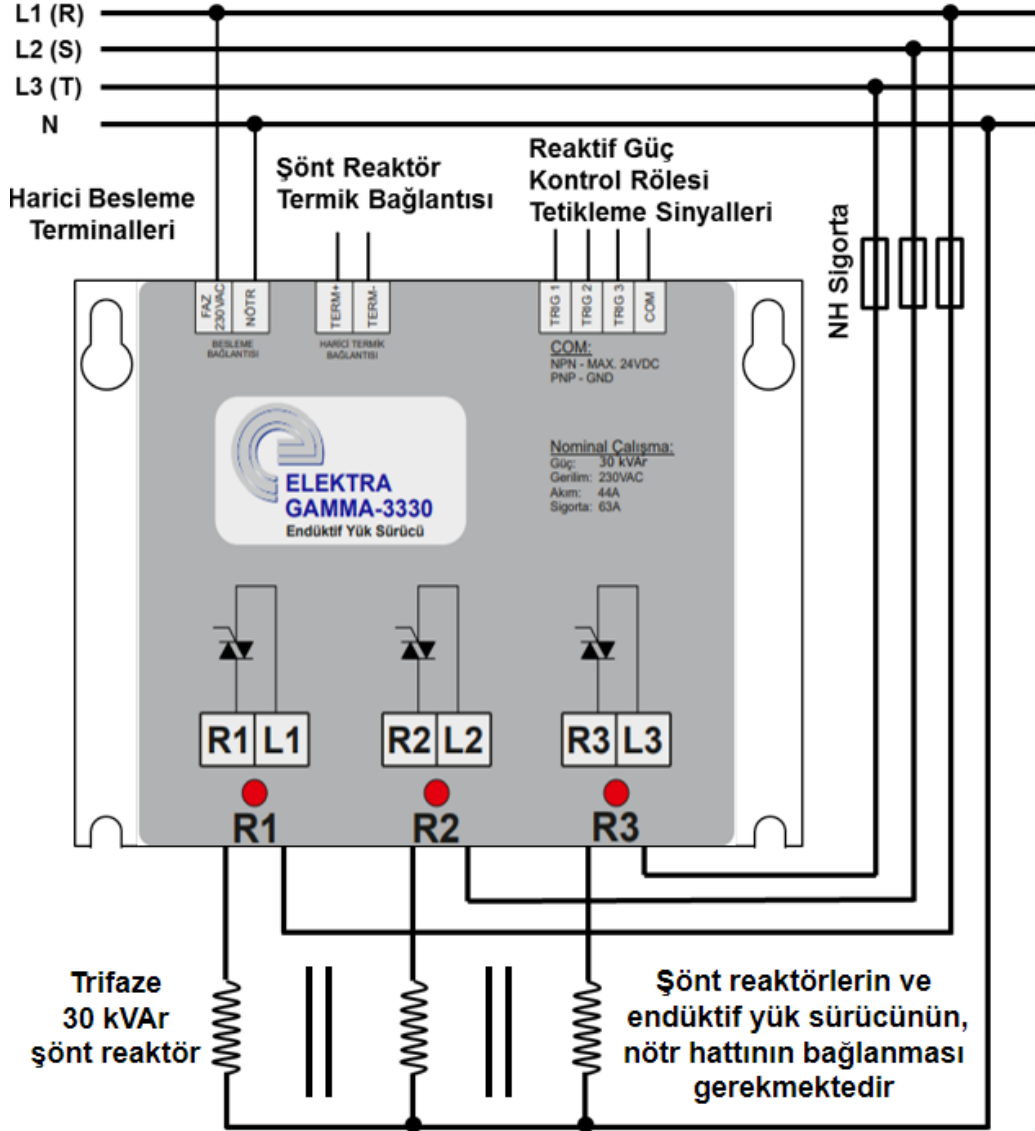 L1 (R)
L2 (S)
L3 (T)
N
Harici Besleme
Terminalleri
Şönt Reaktör
Termik Bağlantısı
Reaktif Güç
Kontrol Rölesi
Tetikleme Sinyalleri
NH Sigorta
FAZ
230VAC
NÖTR
TERM+
TERM-
TRIG 1
TRIG 2
TRIG 3
COM
BESLEME
BAĞLANTISI
HARİCİ TERMİK
BAĞLANTISI
COM:
NPN - MAX. 24VDC
PNP - GND
ELEKTRA
GAMMA-3330
Endüktif Yük Sürücü
Nominal Çalışma:
Güç: 30 kVAr
Gerilim: 230VAC
Akım: 44A
Sigorta: 63A
R1 L1
R2 L2
R3 L3
R1
R2
R3
Trifaze
30 kVAr
şönt reaktör
Şönt reaktörlerin ve
endüktif yük sürücünün,
nötr hattının bağlanması
gerekmektedir